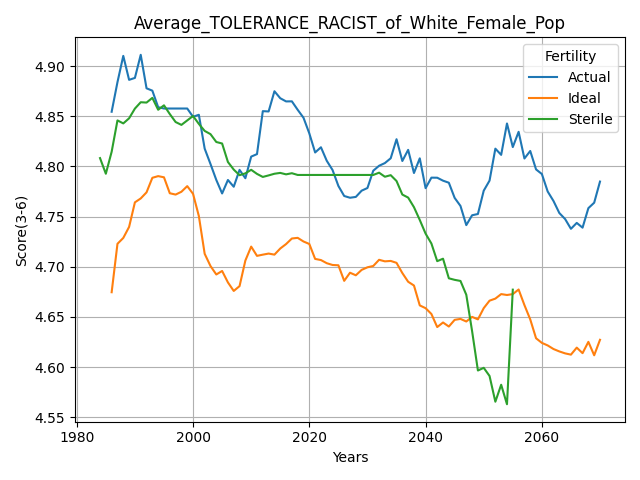 Average_TOLERANCE_RACIST_of_White_Female_Pop
Fertility
Actual
Ideal
Sterile
Score(3-6)
4.90
4.85
4.80
4.75
4.70
4.65
4.60
4.55
1980
2000
2020
2040
2060
Years